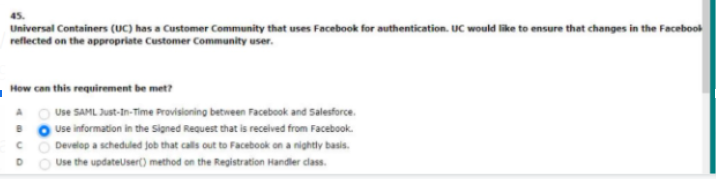 45.
Universal Containers (UC) has a Customer Community that uses Facebook for authentication. UC would like to ensure that changes in the Facebook
reflected on the appropriate Customer Community user.
How can this requirement be met?
A Use SAML Just-In-Time Provisioning between Facebook and Salesforce.
B Use information in the Signed Request that is received from Facebook.
C Develop a scheduled job that calls out to Facebook on a nightly basis.
D Use the updateUser() method on the Registration Handler class.